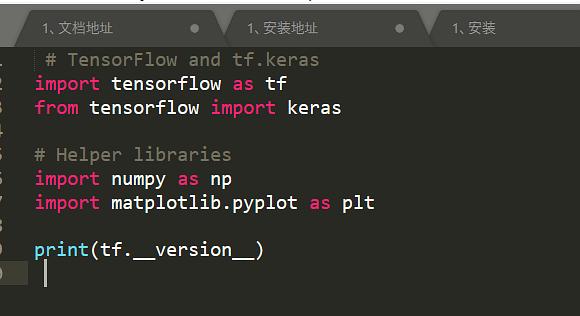 1、文档地址
1、安装地址
1、安装
# TensorFlow and tf.keras
import tensorflow as tf
from tensorflow import keras
# Helper libraries
import numpy as np
import matplotlib.pyplot as plt
print(tf.__version__)